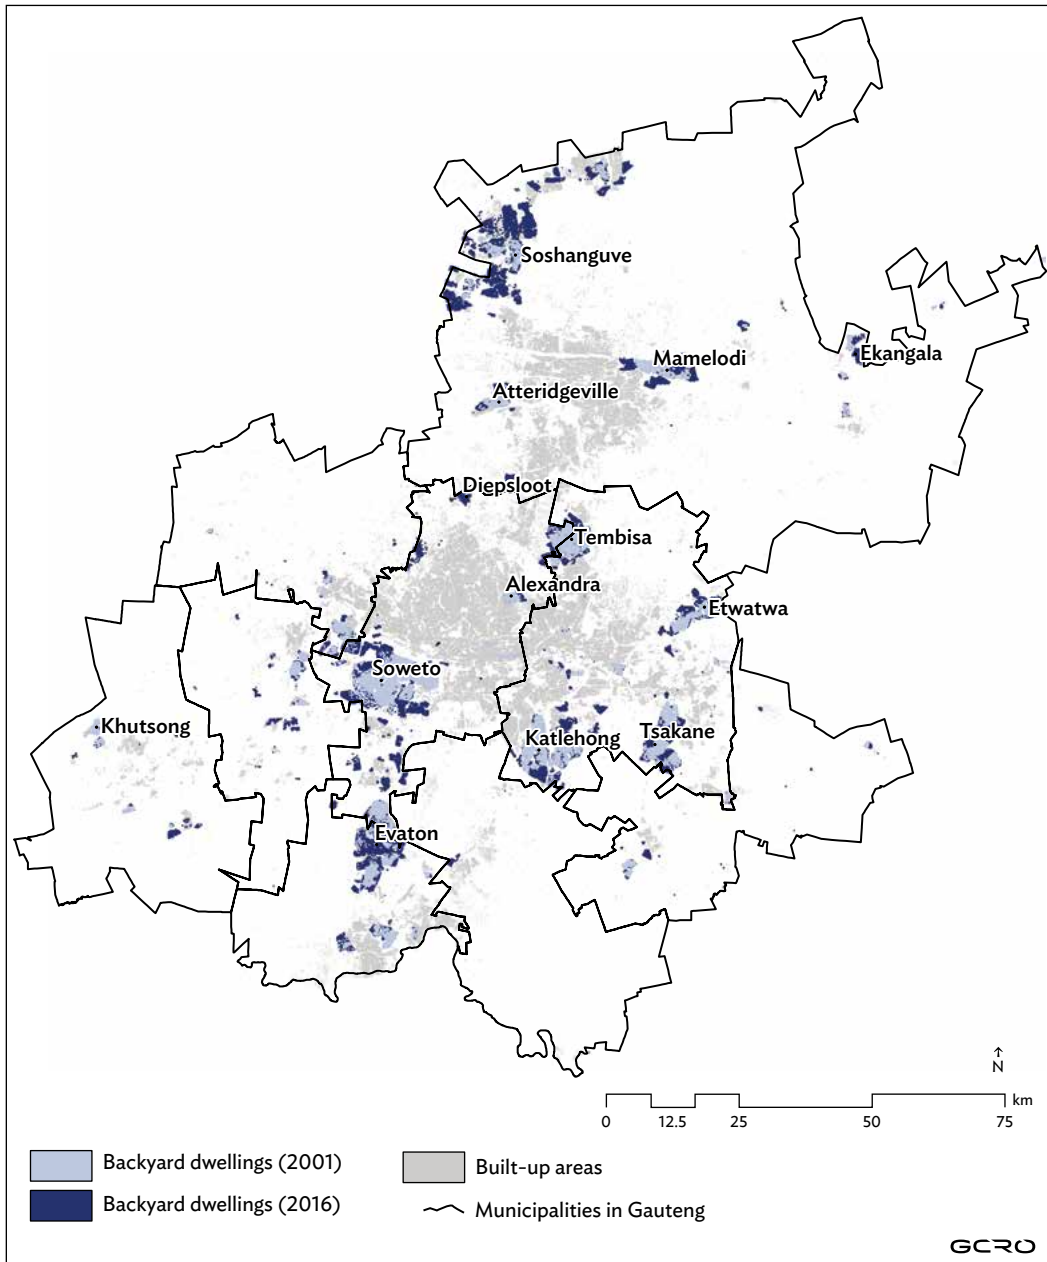 Soshanguve
Mamelodi
Ekangala
Atteridgeville
Diepsloot
Tembisa
Alexandra
Etwatwa
Soweto
Khutsong
Katlehong
Tsakane
Evaton
N
km
0 12.5 25 50 75
Backyard dwellings (2001)
Built-up areas
Backyard dwellings (2016)
Municipalities in Gauteng
GCRO